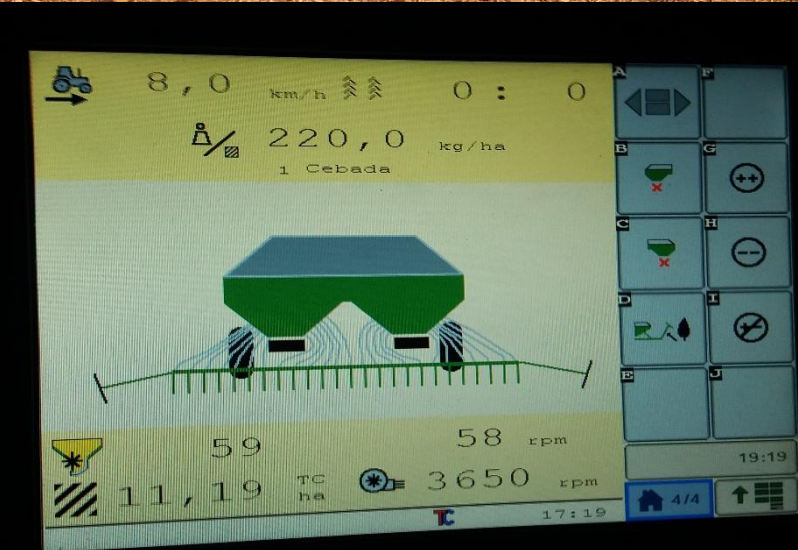 8,0 km/h 0 : 0
220,0 kg/ha
1 Cebada
59 58 rpm
11,19 TC ha 3650 rpm
TC 17:19
A F
B G
C H
D I
E J
19:19
4/4